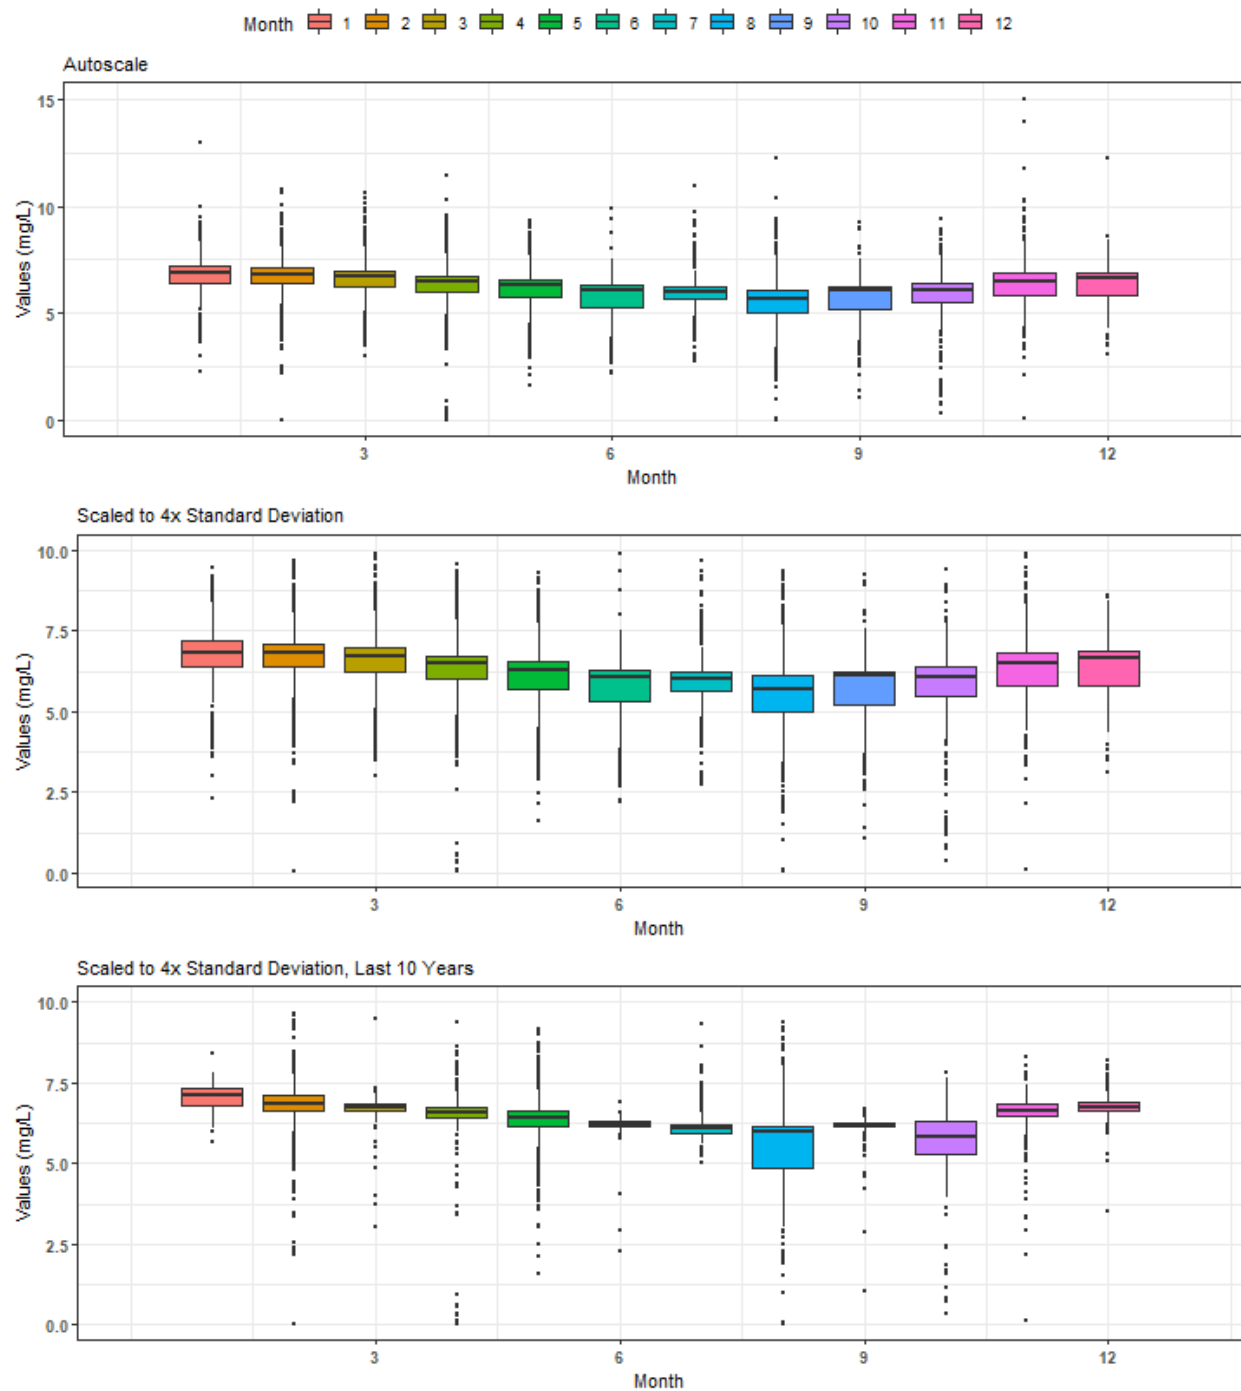 Month 1 2 3 4 5 6 7 8 9 10 11 12
Autoscale
Values (mg/L)
15
10
5
0
3 6 9 12
Month
Scaled to 4x Standard Deviation
Values (mg/L)
10.0
7.5
5.0
2.5
0.0
3 6 9 12
Month
Scaled to 4x Standard Deviation, Last 10 Years
Values (mg/L)
10.0
7.5
5.0
2.5
0.0
3 6 9 12
Month